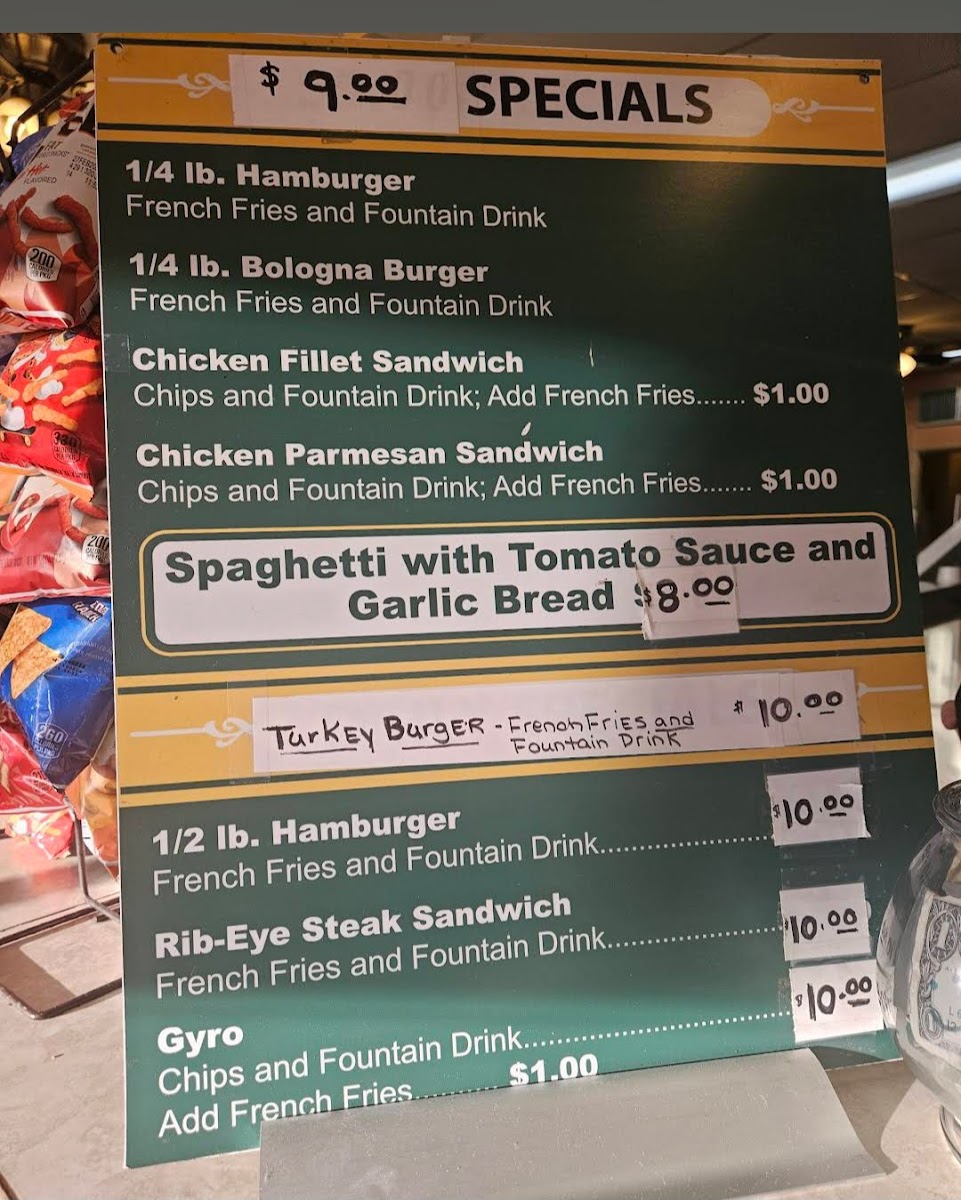 $ 9.00 SPECIALS
1/4 lb. Hamburger
French Fries and Fountain Drink
1/4 lb. Bologna Burger
French Fries and Fountain Drink
Chicken Fillet Sandwich
Chips and Fountain Drink; Add French Fries....... $1.00
Chicken Parmesan Sandwich
Chips and Fountain Drink; Add French Fries....... $1.00
Spaghetti with Tomato Sauce and
Garlic Bread $8.00
Turkey Burger - French Fries and $ 10.00
Fountain Drink
1/2 lb. Hamburger
French Fries and Fountain Drink........................ $10.00
Rib-Eye Steak Sandwich
French Fries and Fountain Drink........................ $10.00
Gyro
Chips and Fountain Drink..................................... $10.00
Add French Fries........... $1.00
200
330
200
260